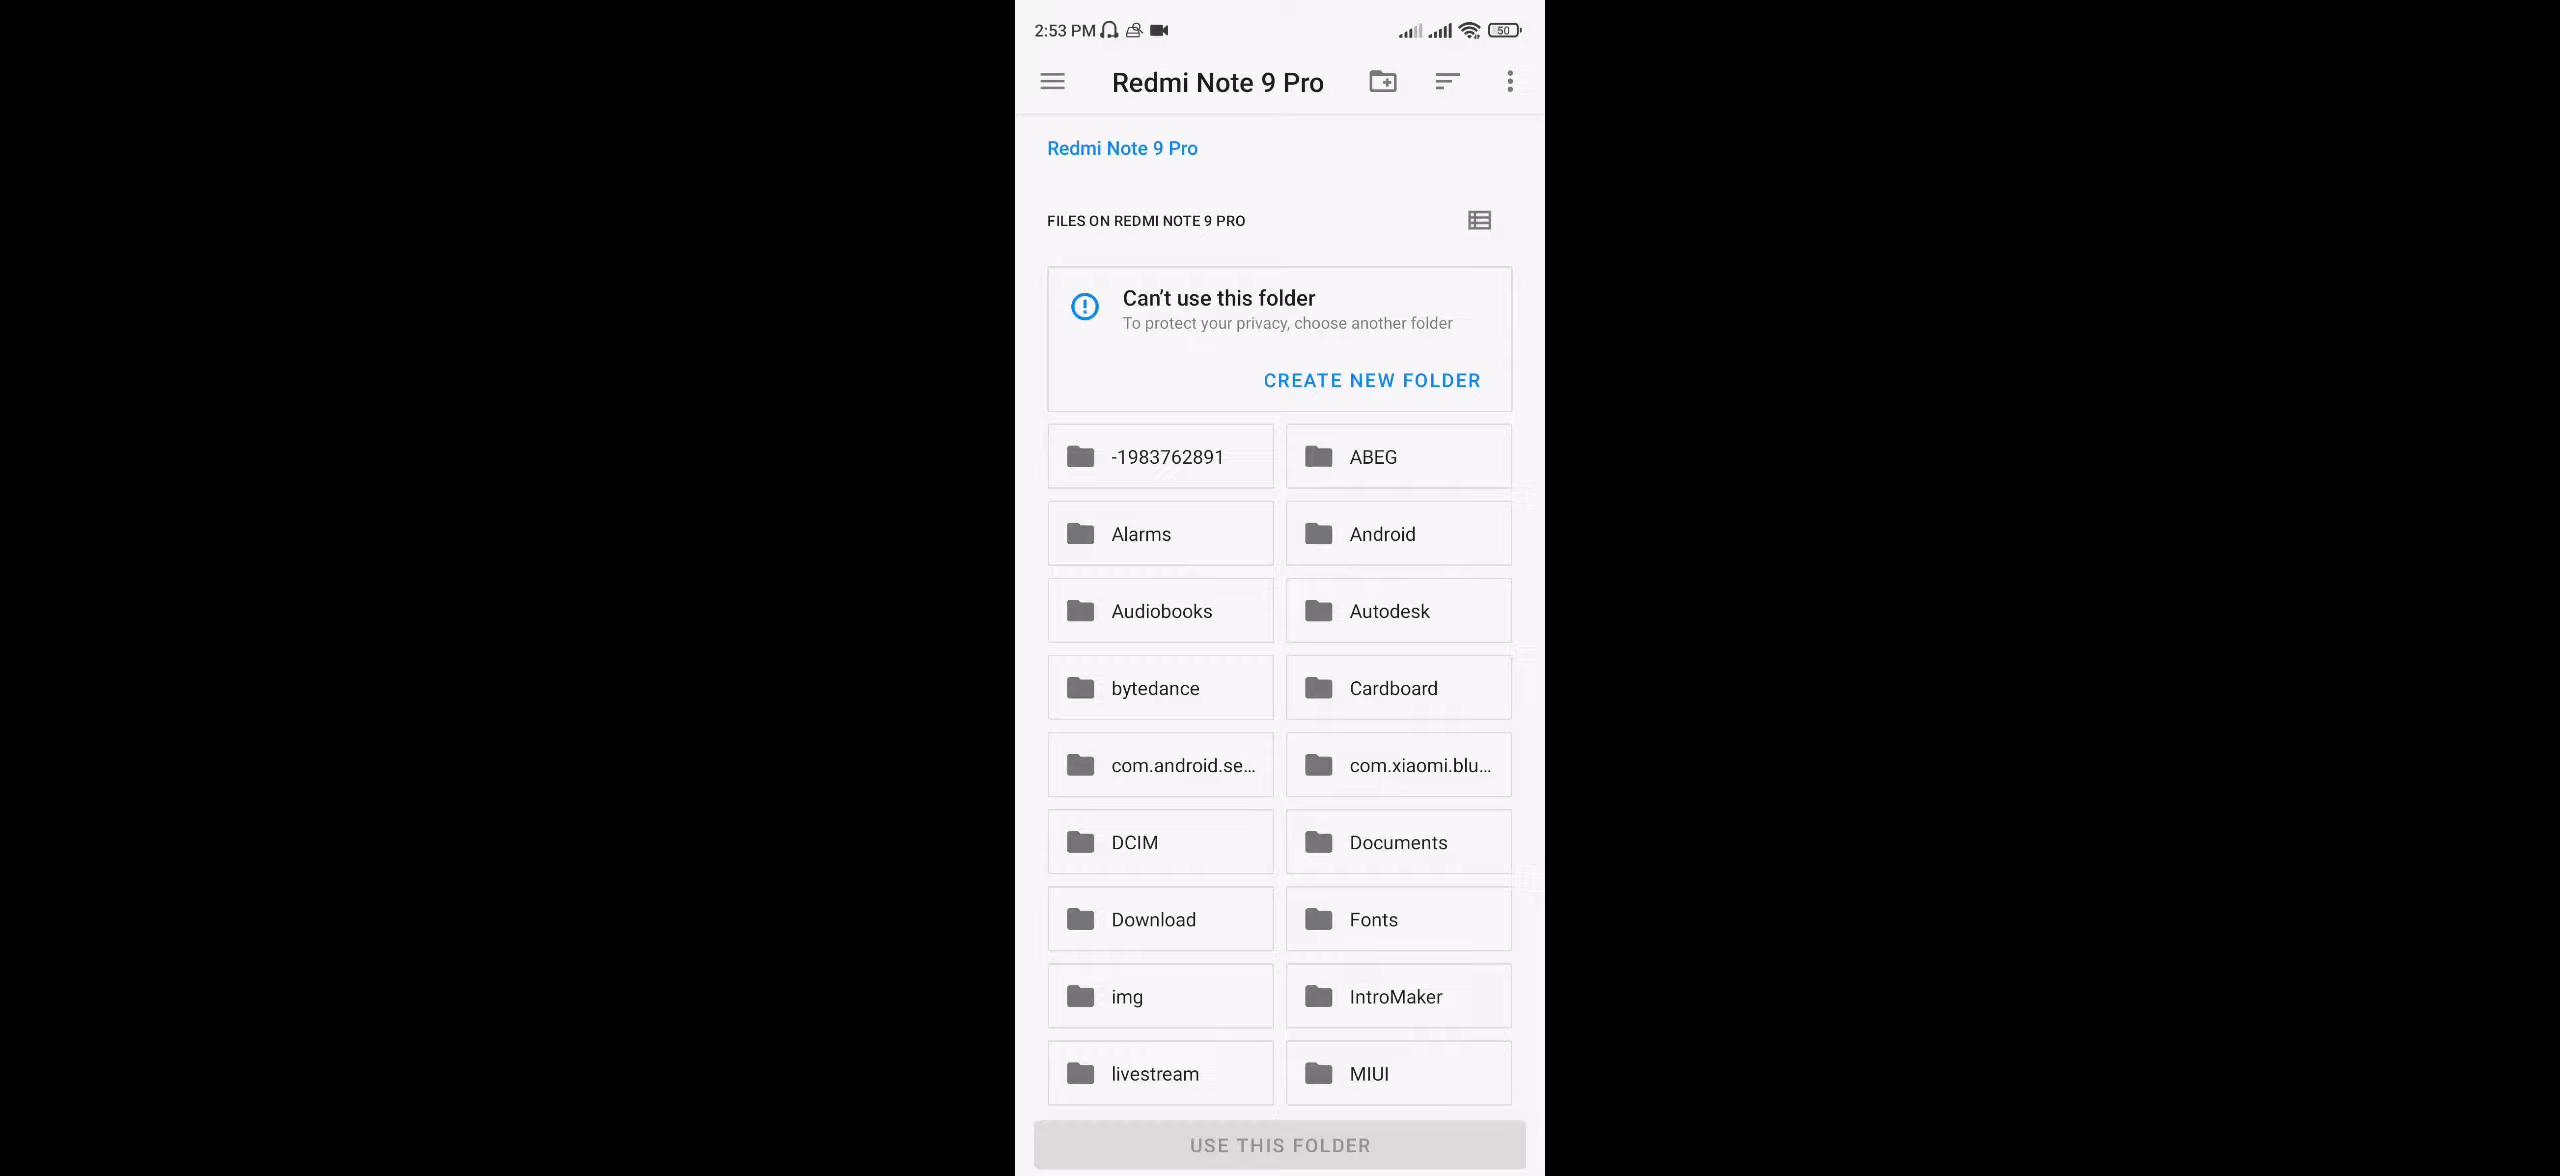 2:53 PM
50
Redmi Note 9 Pro
Redmi Note 9 Pro
FILES ON REDMI NOTE 9 PRO
Can't use this folder
To protect your privacy, choose another folder
CREATE NEW FOLDER
-1983762891
ABEG
Alarms
Android
Audiobooks
Autodesk
bytedance
Cardboard
com.android.se...
com.xiaomi.blu...
DCIM
Documents
Download
Fonts
img
IntroMaker
livestream
MIUI
USE THIS FOLDER